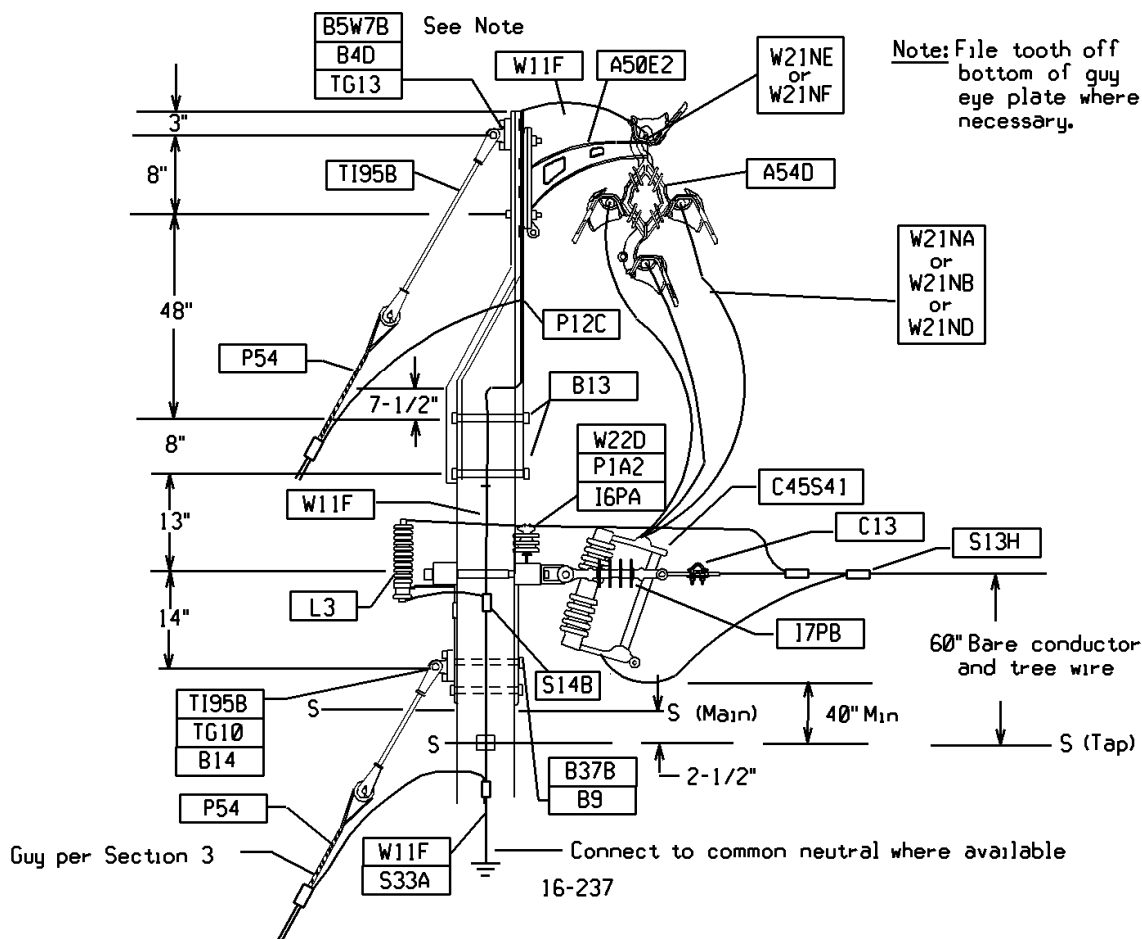 B5W7B See Note
B4D
TG13
W11F
A50E2
W21NE
or
W21NF
Note: File tooth off
bottom of guy
eye plate where
necessary.
3"
8"
TI95B
A54D
W21NA
or
W21NB
or
W21ND
48"
P12C
P54
7-1/2"
B13
8"
W22D
P1A2
I6PA
C45S41
W11F
C13
S13H
13"
L3
14"
I7PB
60" Bare conductor
and tree wire
S14B
TI95B
TG10
B14
S
S (Main)
40" Min
S
S (Tap)
2-1/2"
B37B
B9
P54
Guy per Section 3
W11F
S33A
Connect to common neutral where available
16-237